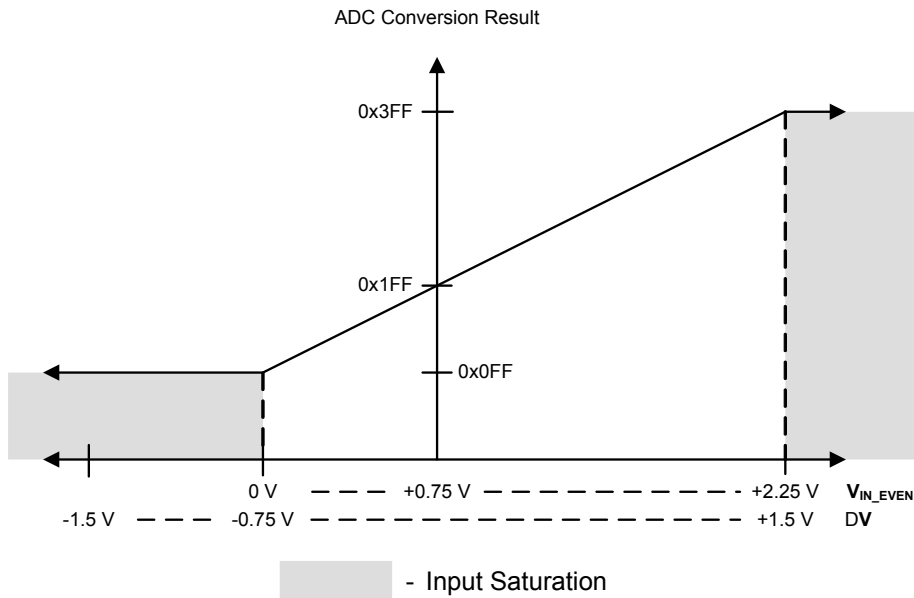 ADC Conversion Result
0x3FF
0x1FF
0x0FF
0 V +0.75 V +2.25 V VIN_EVEN
-1.5 V -0.75 V +1.5 V DV
- Input Saturation